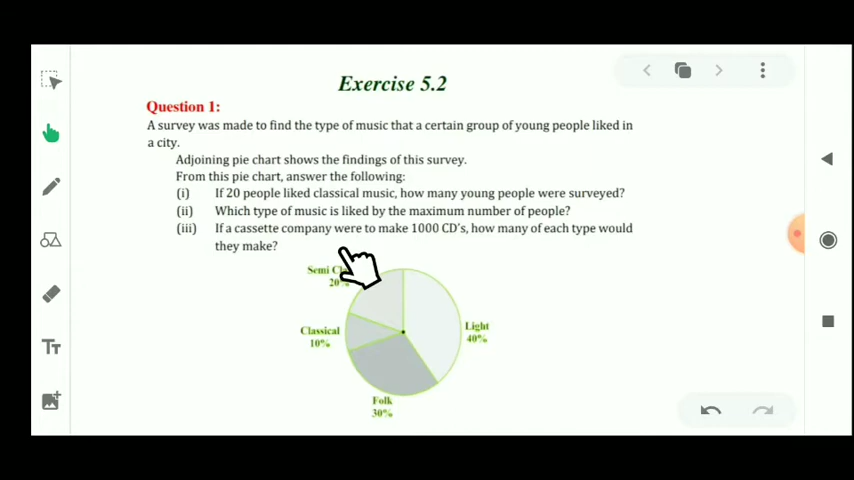 Exercise 5.2
Question 1:
A survey was made to find the type of music that a certain group of young people liked in
a city.
Adjoining pie chart shows the findings of this survey.
From this pie chart, answer the following:
(i) If 20 people liked classical music, how many young people were surveyed?
(ii) Which type of music is liked by the maximum number of people?
(iii) If a cassette company were to make 1000 CD's, how many of each type would
they make?
Semi
20%
Light
40%
Classical
10%
Folk
30%
TT